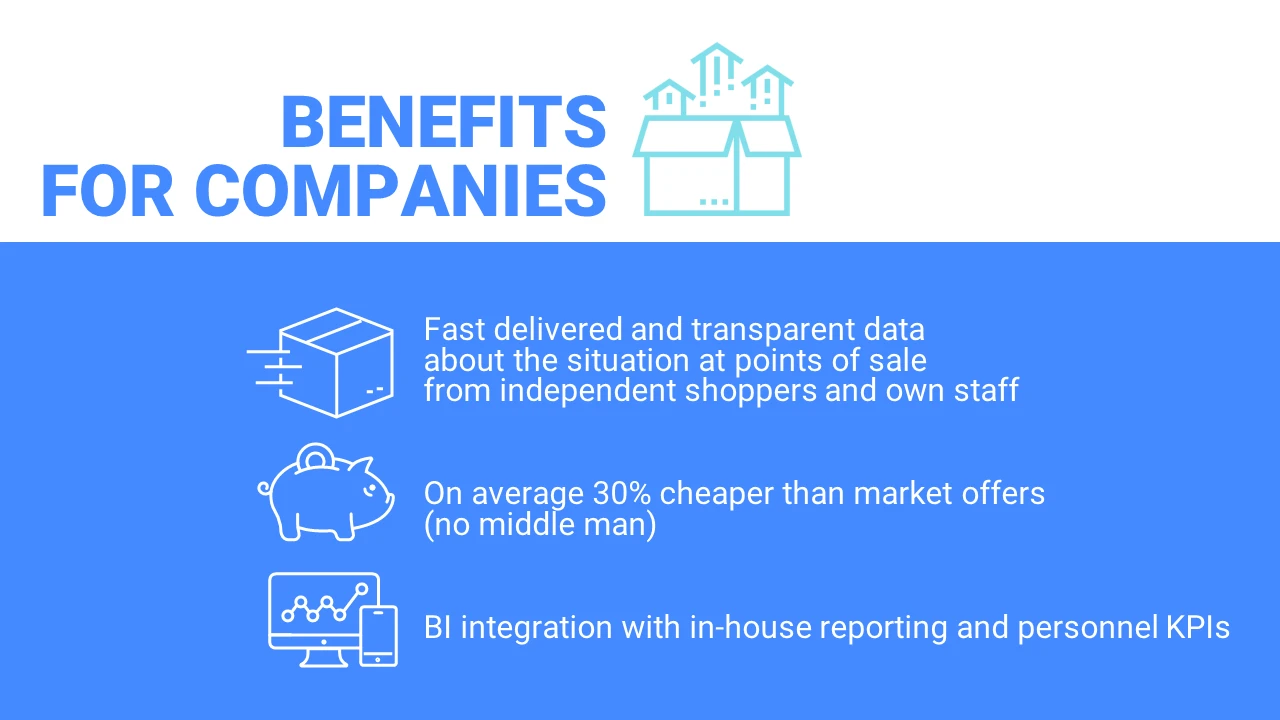 BENEFITS
FOR COMPANIES
Fast delivered and transparent data
about the situation at points of sale
from independent shoppers and own staff
On average 30% cheaper than market offers
(no middle man)
BI integration with in-house reporting and personnel KPIs